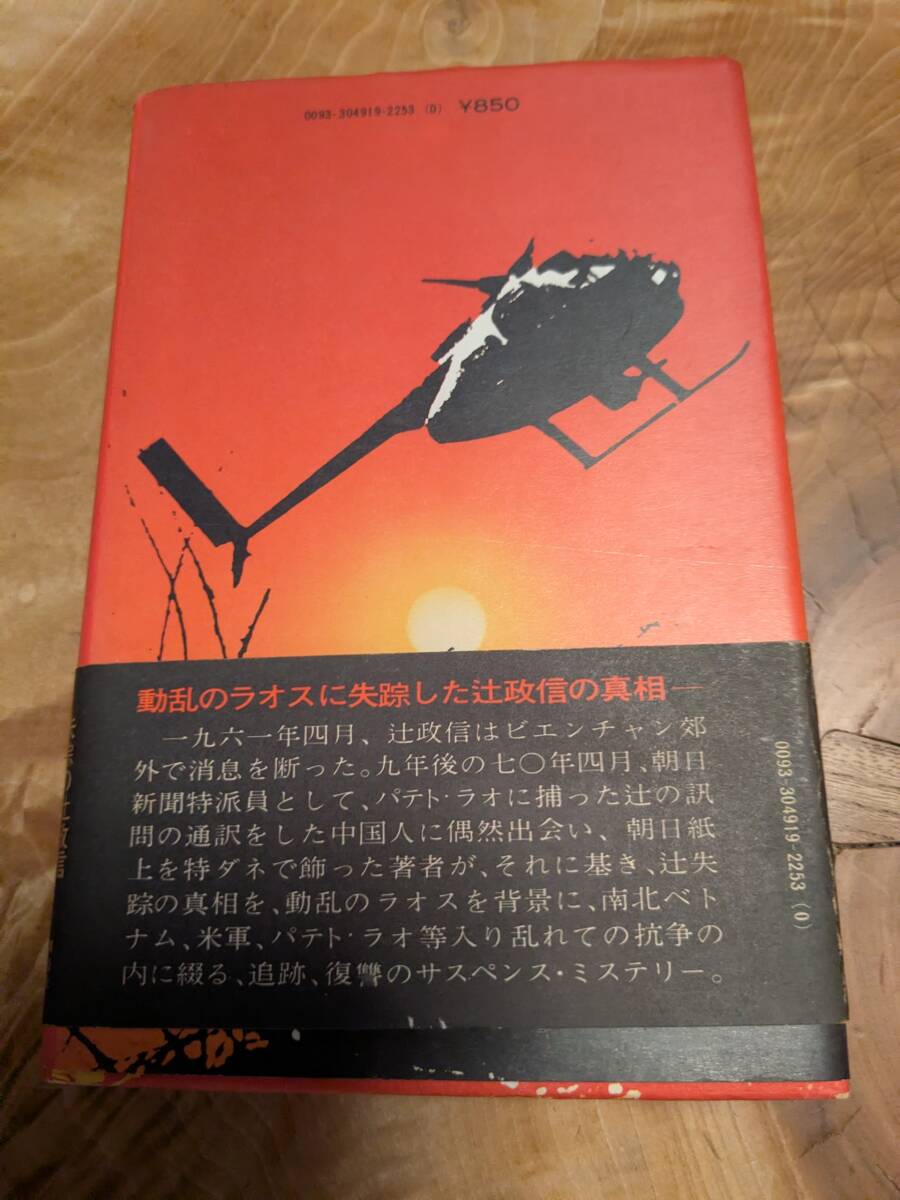 0093-304919-2253 (0) ¥850
動乱のラオスに失踪した辻政信の真相―
一九六一年四月、辻政信はビエンチャン郊
外で消息を断った。九年後の七〇年四月、朝日
新聞特派員として、パテト・ラオに捕った辻の訊
問の通訳をした中国人に偶然出会い、朝日紙
上を特ダネで飾った著者が、それに基き、辻失
踪の真相を、動乱のラオスを背景に、南北ベト
ナム、米軍、パテト・ラオ等入り乱れての抗争の
内に綴る、追跡、復讐のサスペンス・ミステリー。
0093-304919-2253 (0)
の辻政信